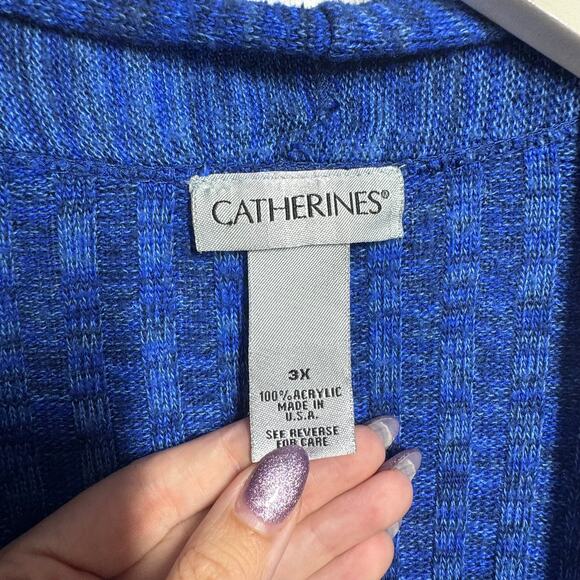 CATHERINES®
3X
100% ACRYLIC
MADE IN
U.S.A.
SEE REVERSE
FOR CARE